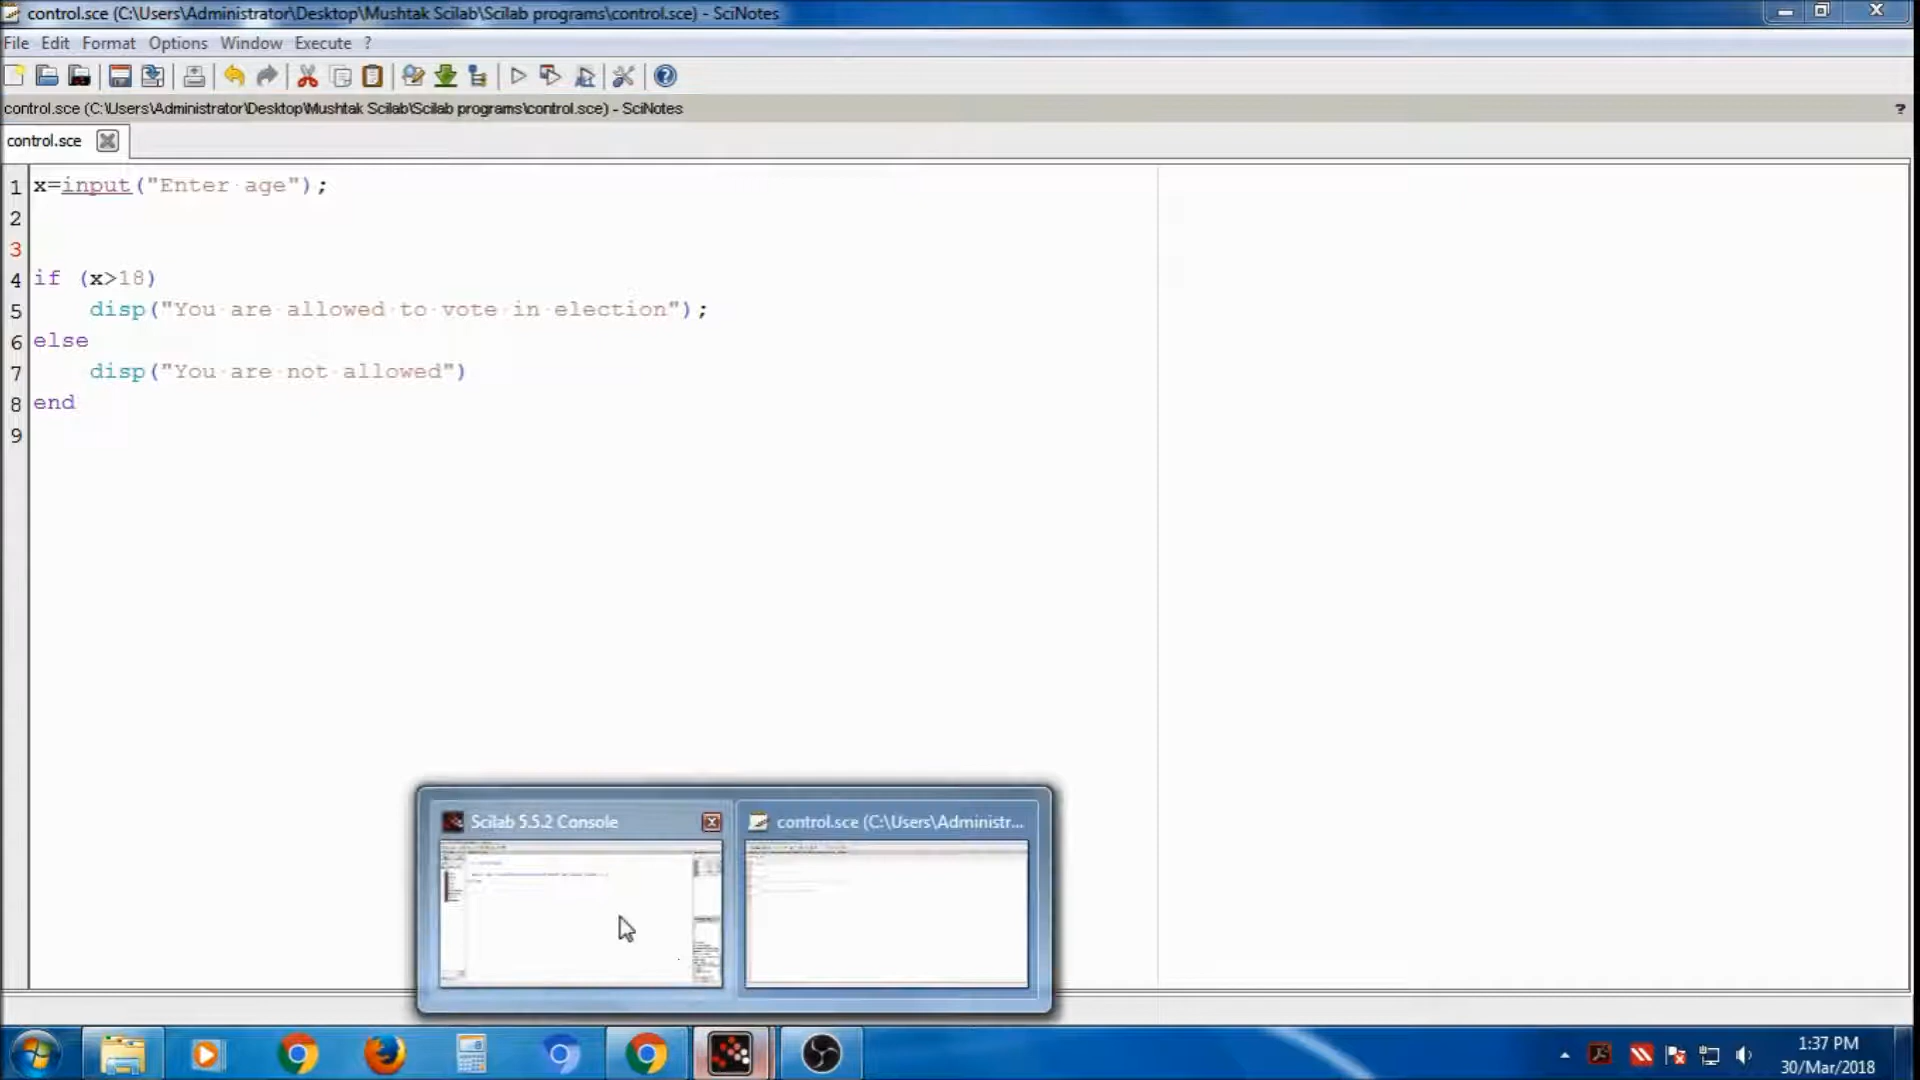 control.sce (C:\Users\Administrator\Desktop\Mushtak Scilab\Scilab programs\control.sce) - SciNotes
File Edit Format Options Window Execute ?
control.sce (C:\Users\Administrator\Desktop\Mushtak Scilab\Scilab programs\control.sce) - SciNotes ?
control.sce
1 x=input("Enter age");
2
3
4 if (x>18)
5 disp("You are allowed to vote in election");
6 else
7 disp("You are not allowed")
8 end
9
Scilab 5.5.2 Console control.sce (C:\Users\Administr...
1:37 PM
30/Mar/2018